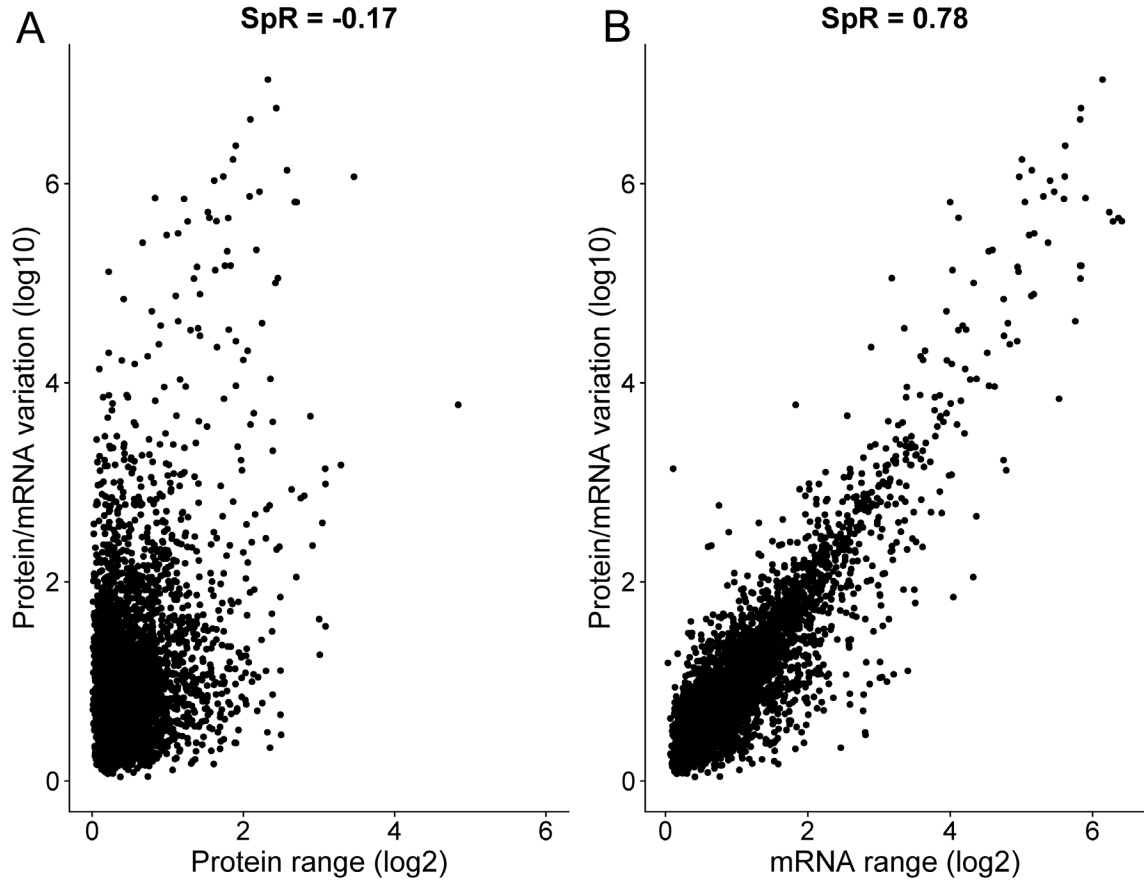 A
SpR = -0.17
Protein/mRNA variation (log10)
6
4
2
0
0 2 4 6
Protein range (log2)
B
SpR = 0.78
Protein/mRNA variation (log10)
6
4
2
0
0 2 4 6
mRNA range (log2)